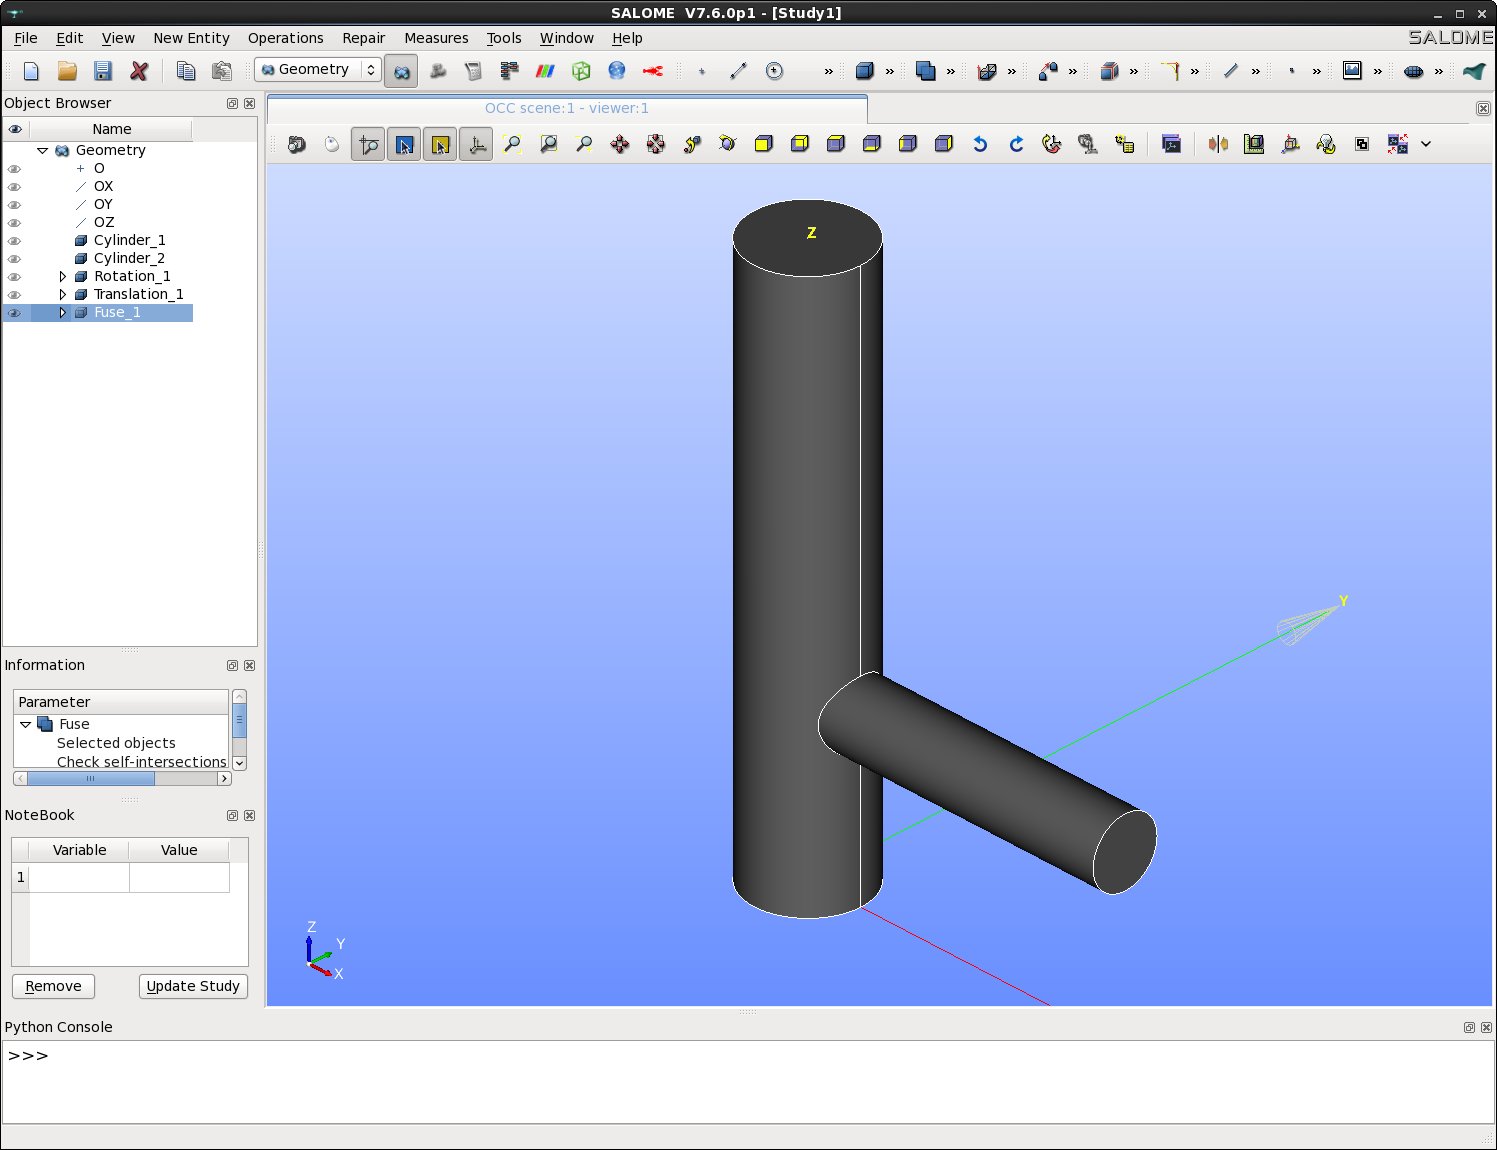 SALOME V7.6.0p1 - [Study1]
File Edit View New Entity Operations Repair Measures Tools Window Help
SALOME
Geometry
» » » » » » » » » »
Object Browser
OCC scene:1 - viewer:1
Name
Geometry
O
OX
OY
OZ
Cylinder_1
Cylinder_2
Rotation_1
Translation_1
Fuse_1
Z
Y
Information
Parameter
Fuse
Selected objects
Check self-intersections
NoteBook
Variable Value
1
Z
Y
X
Remove Update Study
Python Console
>>>